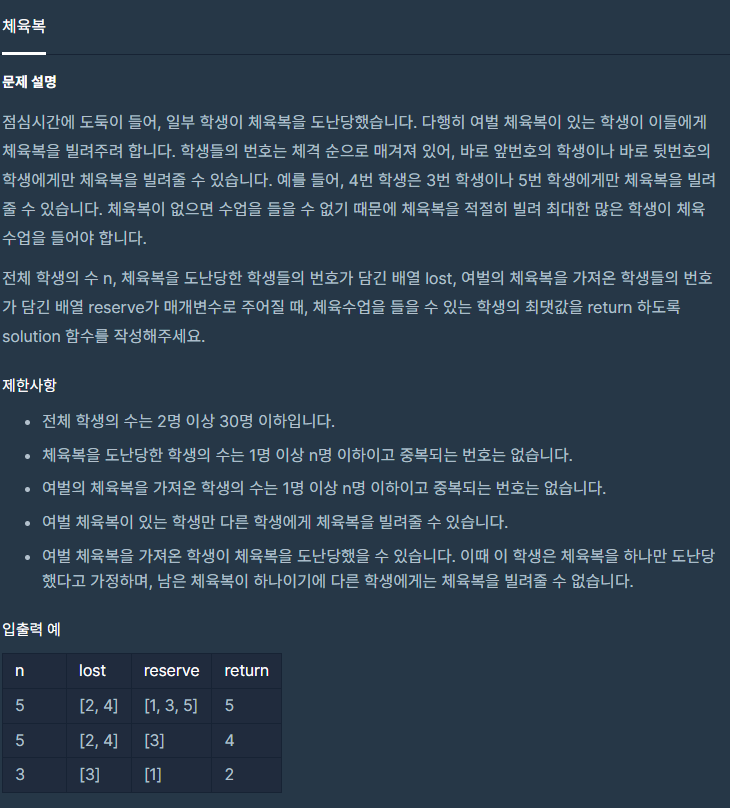 체육복
문제 설명
점심시간에 도둑이 들어, 일부 학생이 체육복을 도난당했습니다. 다행히 여벌 체육복이 있는 학생이 이들에게
체육복을 빌려주려 합니다. 학생들의 번호는 체격 순으로 매겨져 있어, 바로 앞번호의 학생이나 바로 뒷번호의
학생에게만 체육복을 빌려줄 수 있습니다. 예를 들어, 4번 학생은 3번 학생이나 5번 학생에게만 체육복을 빌려
줄 수 있습니다. 체육복이 없으면 수업을 들을 수 없기 때문에 체육복을 적절히 빌려 최대한 많은 학생이 체육
수업을 들어야 합니다.
전체 학생의 수 n, 체육복을 도난당한 학생들의 번호가 담긴 배열 lost, 여벌의 체육복을 가져온 학생들의 번호
가 담긴 배열 reserve가 매개변수로 주어질 때, 체육수업을 들을 수 있는 학생의 최댓값을 return 하도록
solution 함수를 작성해주세요.
제한사항
• 전체 학생의 수는 2명 이상 30명 이하입니다.
• 체육복을 도난당한 학생의 수는 1명 이상 n명 이하이고 중복되는 번호는 없습니다.
• 여벌의 체육복을 가져온 학생의 수는 1명 이상 n명 이하이고 중복되는 번호는 없습니다.
• 여벌 체육복이 있는 학생만 다른 학생에게 체육복을 빌려줄 수 있습니다.
• 여벌 체육복을 가져온 학생이 체육복을 도난당했을 수 있습니다. 이때 이 학생은 체육복을 하나만 도난당
했다고 가정하며, 남은 체육복이 하나이기에 다른 학생에게는 체육복을 빌려줄 수 없습니다.
입출력 예
n lost reserve return
5 [2, 4] [1, 3, 5] 5
5 [2, 4] [3] 4
3 [3] [1] 2